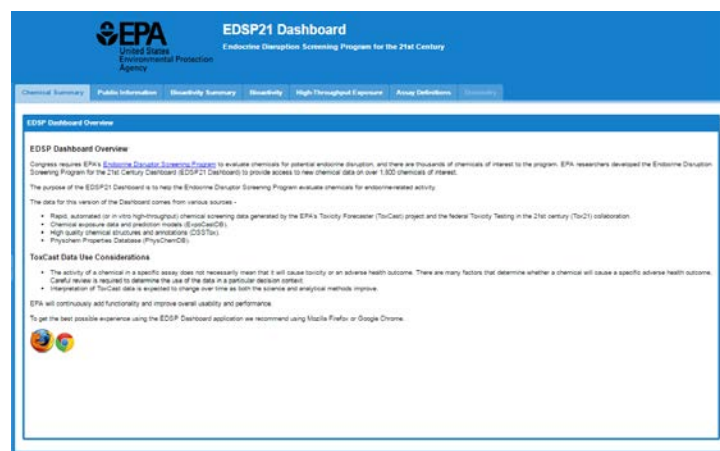 EPA
United States
Environmental Protection
Agency
EDSP21 Dashboard
Endocrine Disruption Screening Program for the 21st Century
Chemical Summary Public Information Bioactivity Summary Bioactivity High Throughput Exposure Assay Definitions
EDSP Dashboard Overview
EDSP Dashboard Overview
Congress requires EPA's Endocrine Disruptor Screening Program to evaluate chemicals for potential endocrine disruption, and there are thousands of chemicals of interest to the program. EPA researchers developed the Endocrine Disruption
Screening Program for the 21st Century Dashboard (EDSP21 Dashboard) to provide access to new chemical data on over 1,800 chemicals of interest.
The purpose of the EDSP21 Dashboard is to help the Endocrine Disruptor Screening Program evaluate chemicals for endocrine-related activity.
The data for this version of the Dashboard comes from various sources -
Rapid, automated (or in vitro high-throughput) chemical screening data generated by the EPA's Toxicity Forecaster (ToxCast) project and the federal Toxicity Testing in the 21st century (Tox21) collaboration.
Chemical exposure data and prediction models (ExpoCastDB).
High quality chemical structures and annotations (DSSTox).
Physchem Properties Database (PhysChemDB).
ToxCast Data Use Considerations
The activity of a chemical in a specific assay does not necessarily mean that it will cause toxicity or an adverse health outcome. There are many factors that determine whether a chemical will cause a specific adverse health outcome.
Careful review is required to determine the use of the data in a particular decision context.
Interpretation of ToxCast data is expected to change over time as both the science and analytical methods improve.
EPA will continuously add functionality and improve overall usability and performance.
To get the best possible experience using the EDSP Dashboard application we recommend using Mozilla Firefox or Google Chrome.